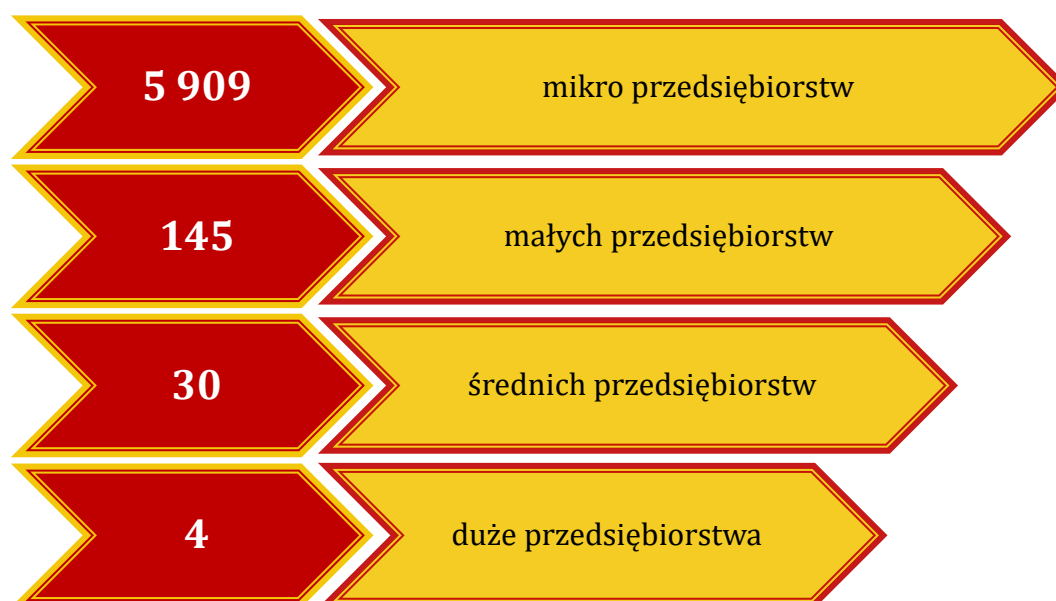 5 909 mikro przedsiębiorstw
145 małych przedsiębiorstw
30 średnich przedsiębiorstw
4 duże przedsiębiorstwa